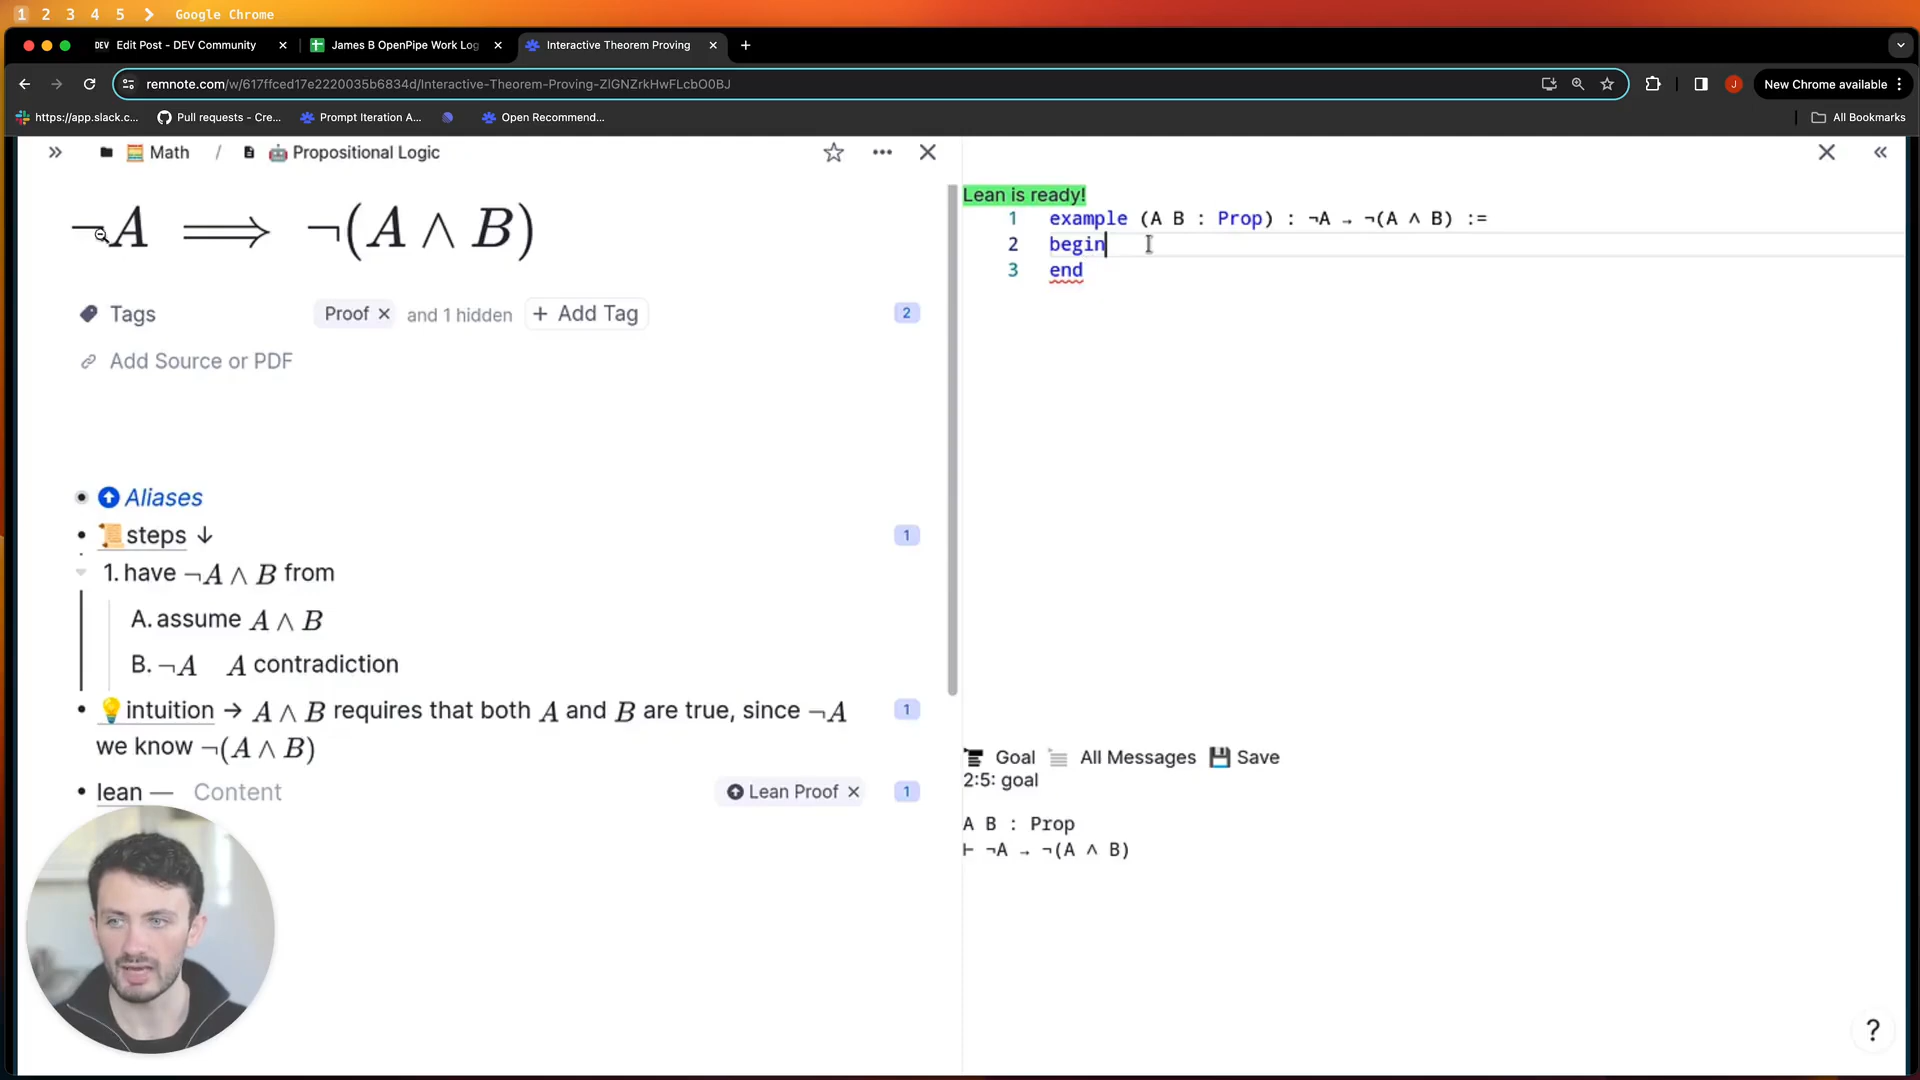 1 2 3 4 5 Google Chrome
DEV Edit Post - DEV Community
James B OpenPipe Work Log
Interactive Theorem Proving
remnote.com/w/617ffced17e2220035b6834d/Interactive-Theorem-Proving-ZlGNZrkHwFLcbO0BJ
J
New Chrome available
https://app.slack.c...
Pull requests - Cre...
Prompt Iteration A...
Open Recommend...
All Bookmarks
Math / Propositional Logic
¬A ⟹ ¬(A ∧ B)
Tags
Proof
and 1 hidden
+ Add Tag
2
Add Source or PDF
Aliases
steps ↓
1
1. have ¬A ∧ B from
A. assume A ∧ B
B. ¬A A contradiction
intuition → A ∧ B requires that both A and B are true, since ¬A
1
we know ¬(A ∧ B)
lean — Content
Lean Proof
1
Lean is ready!
1 example (A B : Prop) : ¬A → ¬(A ∧ B) :=
2 begin
3 end
Goal All Messages Save
2:5: goal
A B : Prop
⊢ ¬A → ¬(A ∧ B)
?